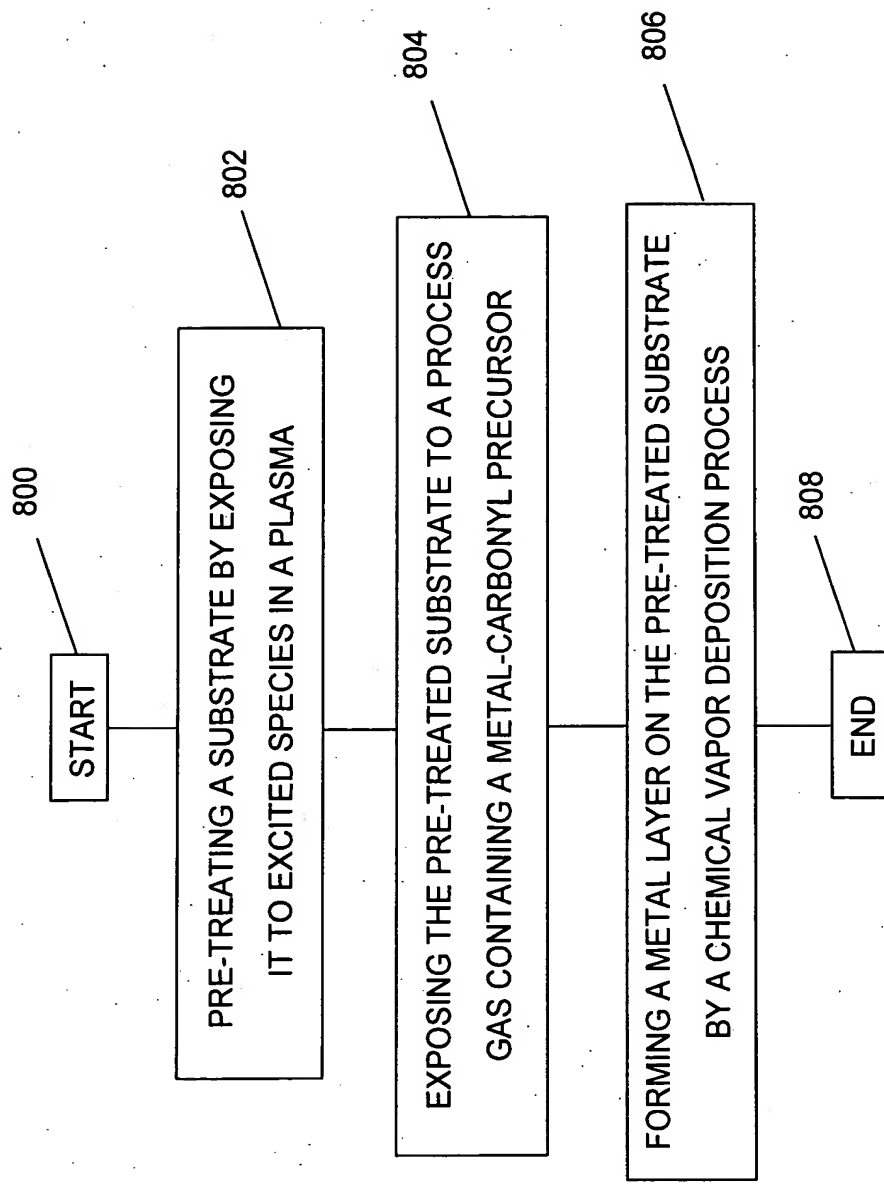 800
START
802
PRE-TREATING A SUBSTRATE BY EXPOSING
IT TO EXCITED SPECIES IN A PLASMA
804
EXPOSING THE PRE-TREATED SUBSTRATE TO A PROCESS
GAS CONTAINING A METAL-CARBONYL PRECURSOR
806
FORMING A METAL LAYER ON THE PRE-TREATED SUBSTRATE
BY A CHEMICAL VAPOR DEPOSITION PROCESS
808
END